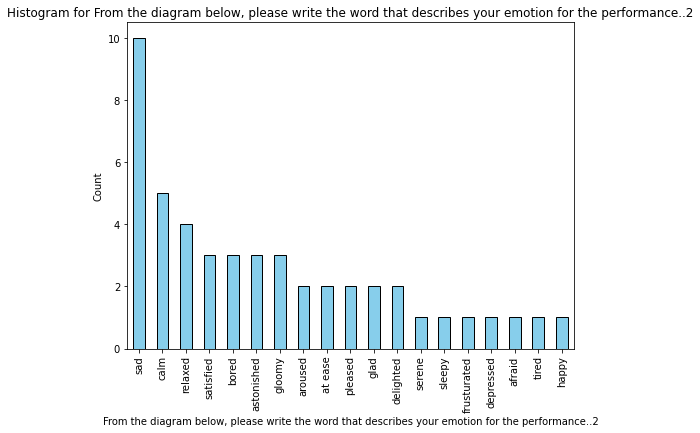 Histogram for From the diagram below, please write the word that describes your emotion for the performance..2
10
8
6
4
2
0
Count
sad
calm
relaxed
satisfied
bored
astonished
gloomy
aroused
at ease
pleased
glad
delighted
serene
sleepy
frusturated
depressed
afraid
tired
happy
From the diagram below, please write the word that describes your emotion for the performance..2